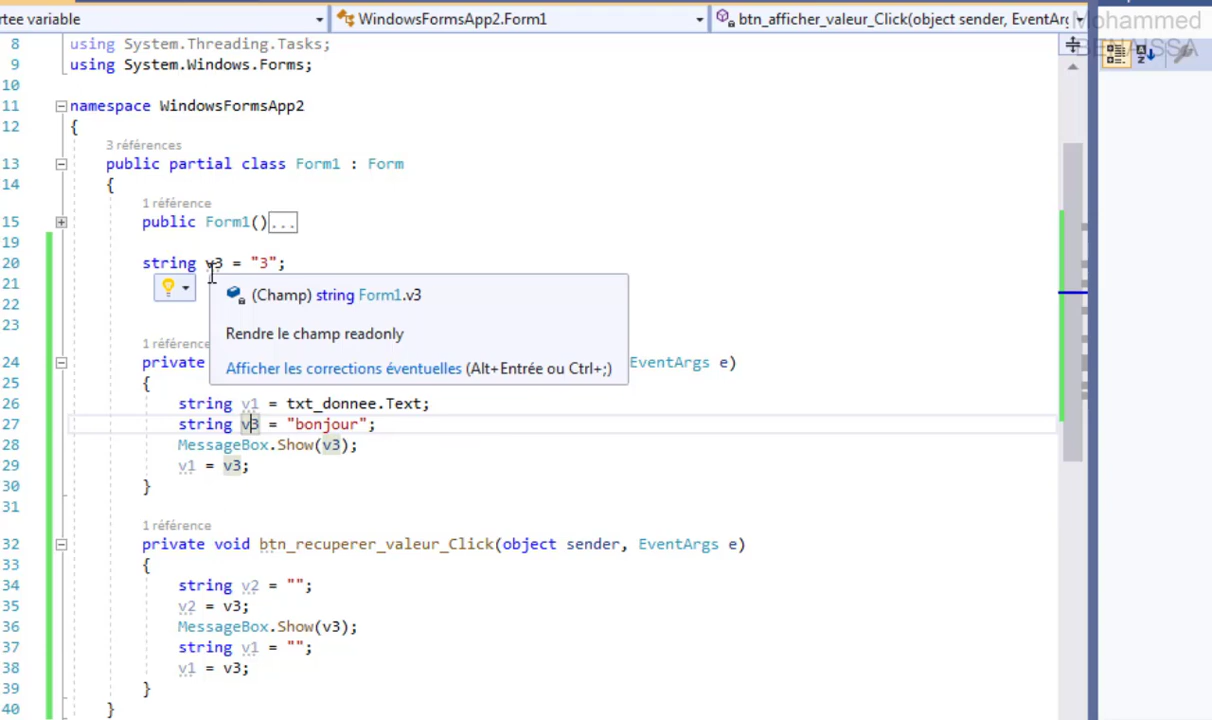 rtee variable
WindowsFormsApp2.Form1
btn_afficher_valeur_Click(object sender, EventArg
Mohammed
BENAISSA
8 using System.Threading.Tasks;
9 using System.Windows.Forms;
10
11 namespace WindowsFormsApp2
12 {
3 références
13 public partial class Form1 : Form
14 {
1 référence
15 public Form1()...
19
20 string v3 = "3";
21
(Champ) string Form1.v3
22
23
Rendre le champ readonly
1 référence
24 private EventArgs e)
Afficher les corrections éventuelles (Alt+Entrée ou Ctrl+;)
25 {
26 string v1 = txt_donnee.Text;
27 string v3 = "bonjour";
28 MessageBox.Show(v3);
29 v1 = v3;
30 }
31
1 référence
32 private void btn_recuperer_valeur_Click(object sender, EventArgs e)
33 {
34 string v2 = "";
35 v2 = v3;
36 MessageBox.Show(v3);
37 string v1 = "";
38 v1 = v3;
39 }
40 }